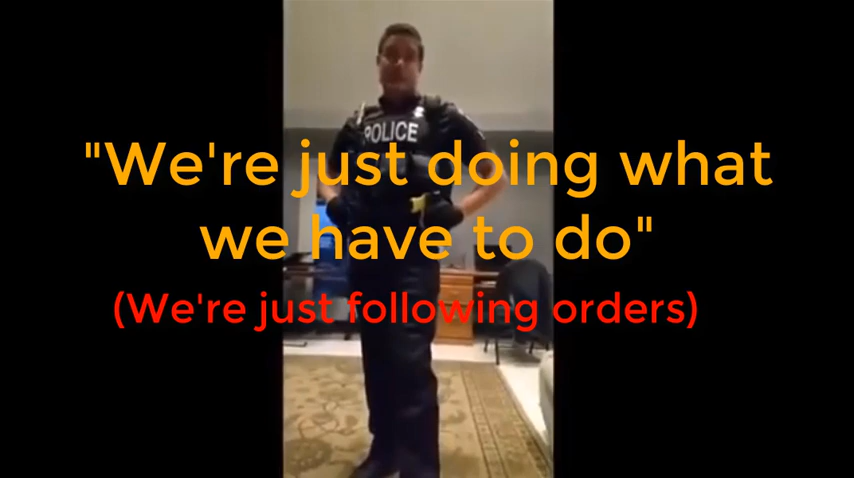 POLICE
"We're just doing what
we have to do"
(We're just following orders)